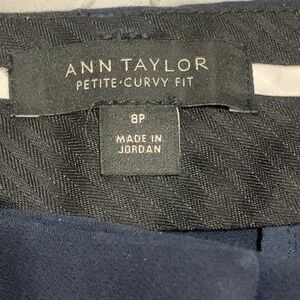 ANN TAYLOR
PETITE·CURVY FIT
8P
MADE IN
JORDAN